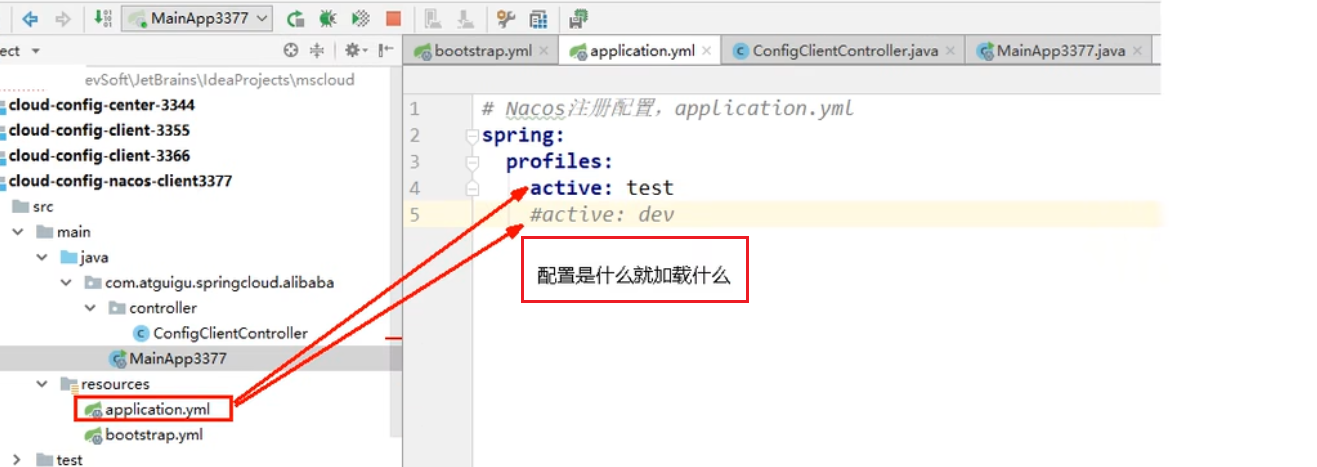 MainApp3377
ect
bootstrap.yml
application.yml
ConfigClientController.java
MainApp3377.java
evSoft\JetBrains\IdeaProjects\mscloud
cloud-config-center-3344
cloud-config-client-3355
cloud-config-client-3366
cloud-config-nacos-client3377
src
main
java
com.atguigu.springcloud.alibaba
controller
ConfigClientController
MainApp3377
resources
application.yml
bootstrap.yml
test
1 # Nacos注册配置，application.yml
2 spring:
3 profiles:
4 active: test
5 #active: dev
配置是什么就加载什么